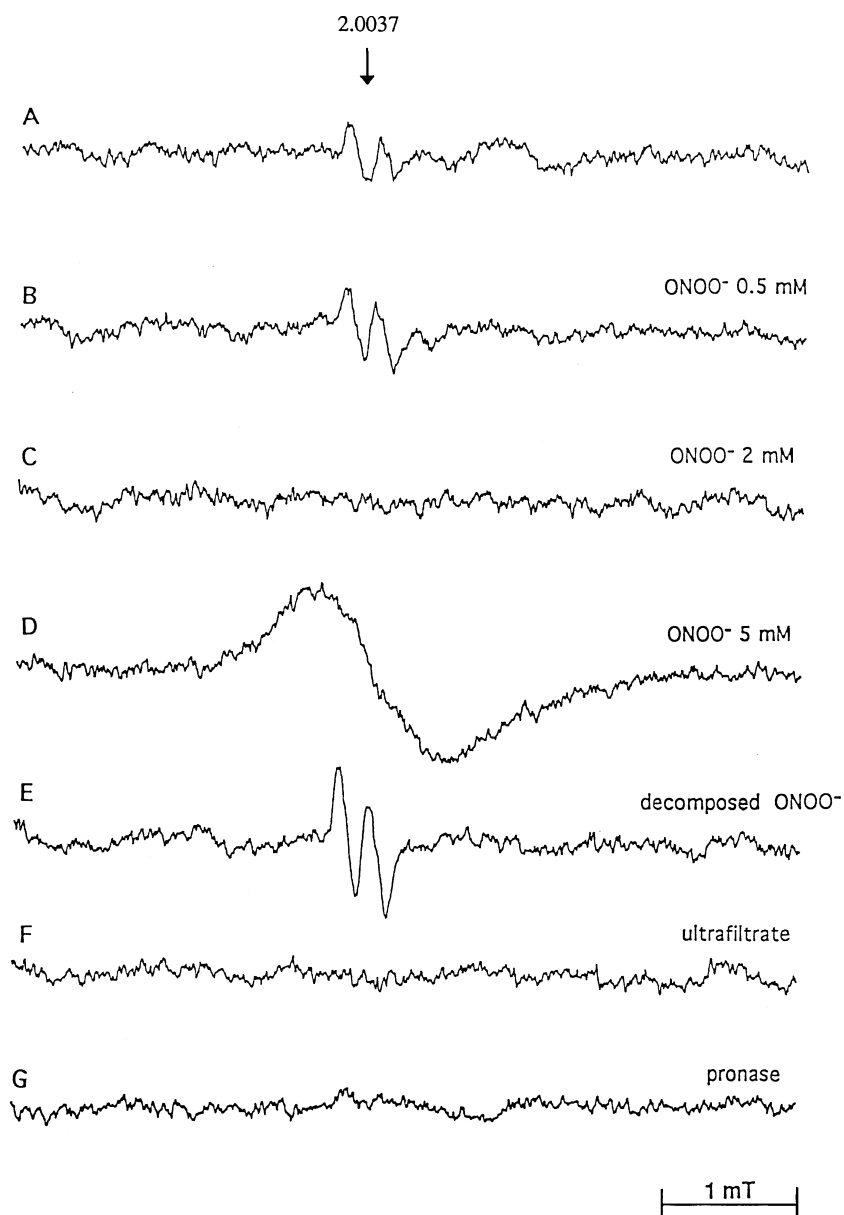 2.0037
A
B
ONOO⁻ 0.5 mM
C
ONOO⁻ 2 mM
D
ONOO⁻ 5 mM
E
decomposed ONOO⁻
F
ultrafiltrate
G
pronase
1 mT